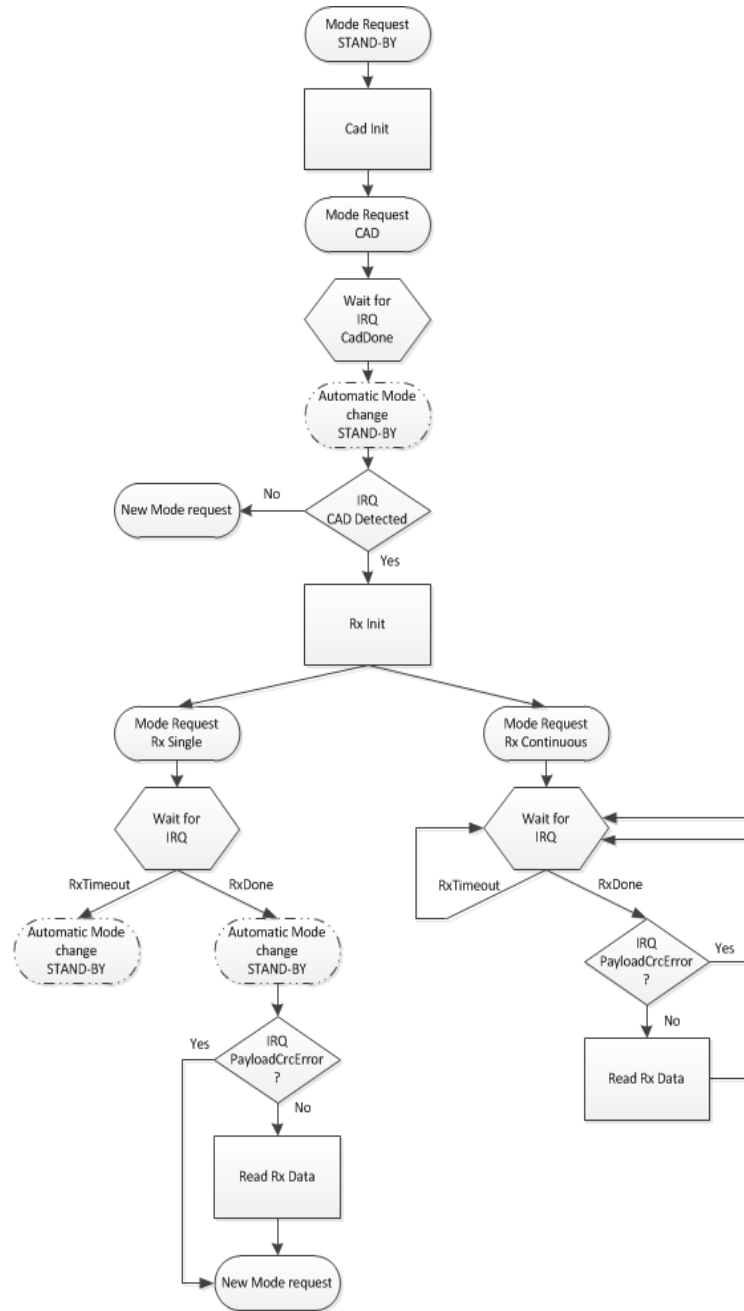 Mode Request
STAND-BY
Cad Init
Mode Request
CAD
Wait for
IRQ
CadDone
Automatic Mode
change
STAND-BY
IRQ
CAD Detected
No
New Mode request
Yes
Rx Init
Mode Request
Rx Single
Mode Request
Rx Continuous
Wait for
IRQ
Wait for
IRQ
RxTimeout
RxDone
RxTimeout
RxDone
Automatic Mode
change
STAND-BY
Automatic Mode
change
STAND-BY
IRQ
PayloadCrcError
?
Yes
No
Read Rx Data
IRQ
PayloadCrcError
?
Yes
No
Read Rx Data
New Mode request